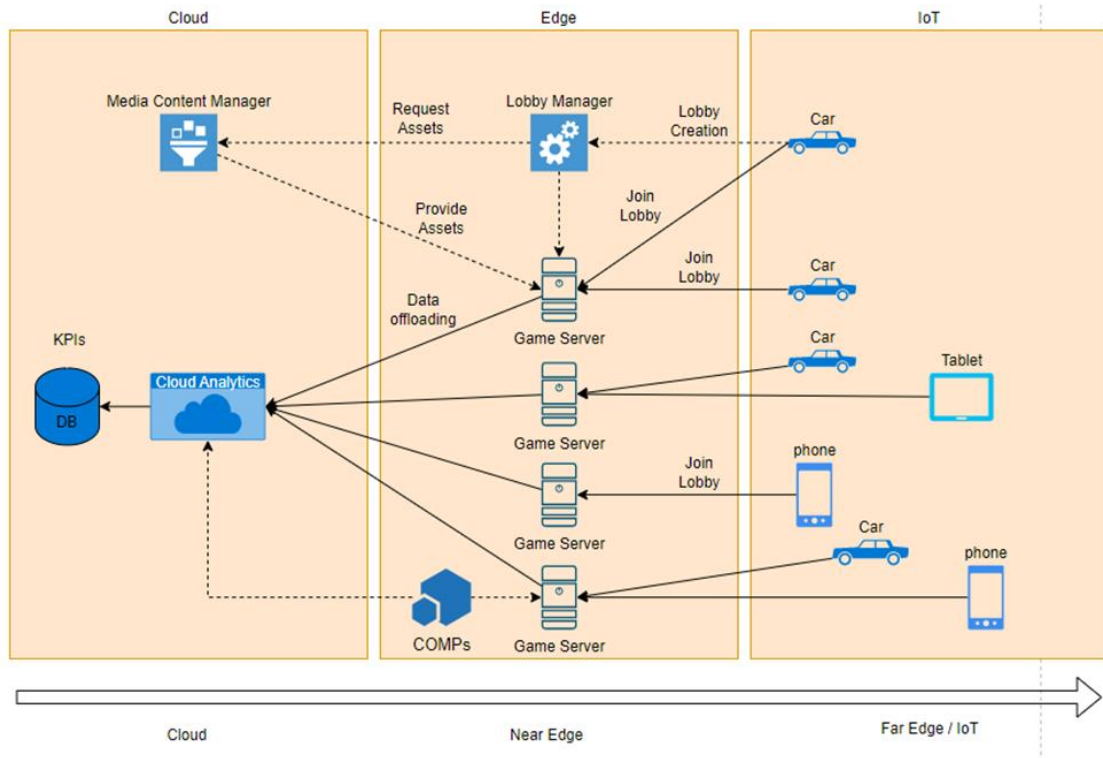 Cloud
Edge
IoT
Media Content Manager
Request
Assets
Lobby Manager
Lobby
Creation
Car
Provide
Assets
Join
Lobby
Join
Lobby
Car
Data
offloading
Game Server
KPIs
Car
Cloud Analytics
Tablet
DB
Game Server
Join
Lobby
phone
Game Server
Car
phone
COMPs
Game Server
Cloud
Near Edge
Far Edge / IoT